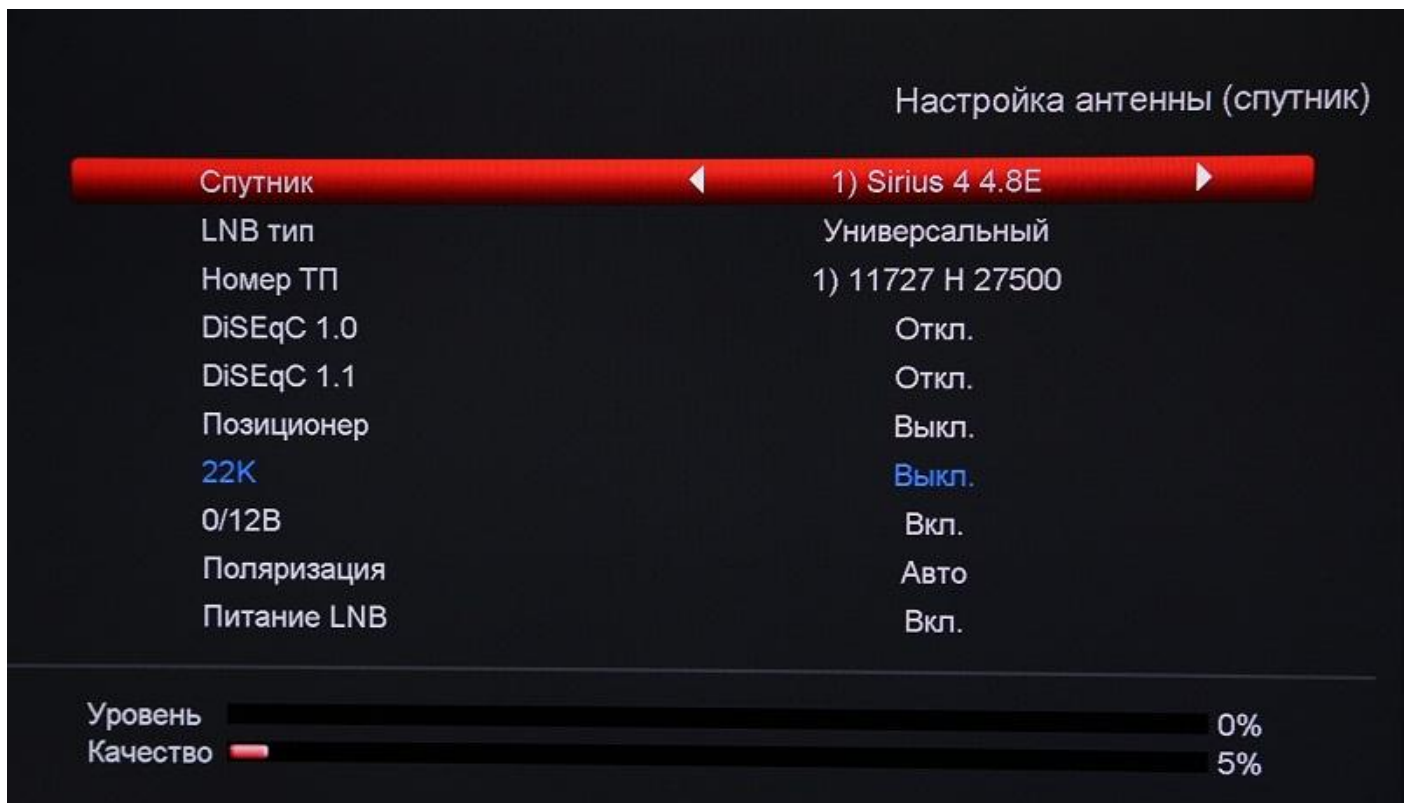 Настройка антенны (спутник)
Спутник 1) Sirius 4 4.8E
LNB тип Универсальный
Номер ТП 1) 11727 H 27500
DiSEqC 1.0 Откл.
DiSEqC 1.1 Откл.
Позиционер Выкл.
22K Выкл.
0/12В Вкл.
Поляризация Авто
Питание LNB Вкл.
Уровень 0%
Качество 5%